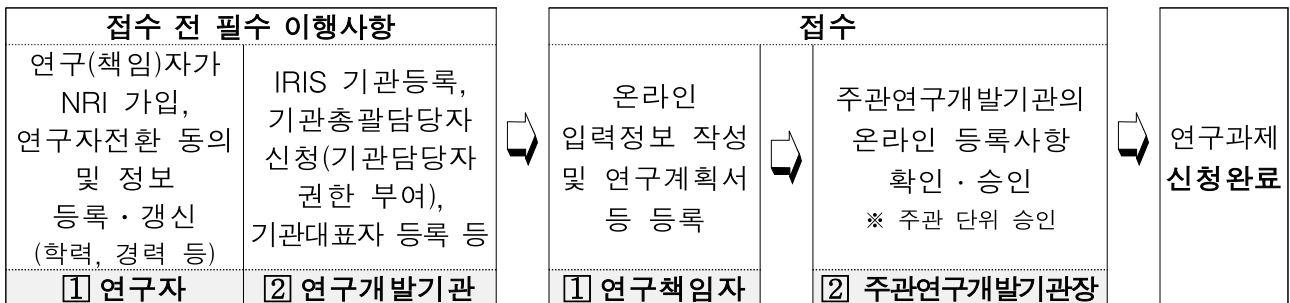 접수 전 필수 이행사항
연구(책임)자가
NRI 가입,
연구자전환 동의
및 정보
등록·갱신
(학력, 경력 등)
1 연구자
IRIS 기관등록,
기관총괄담당자
신청(기관담당자
권한 부여),
기관대표자 등록 등
2 연구개발기관
접수
온라인
입력정보 작성
및 연구계획서
등 등록
1 연구책임자
주관연구개발기관의
온라인 등록사항
확인·승인
※ 주관 단위 승인
2 주관연구개발기관장
연구과제
신청완료